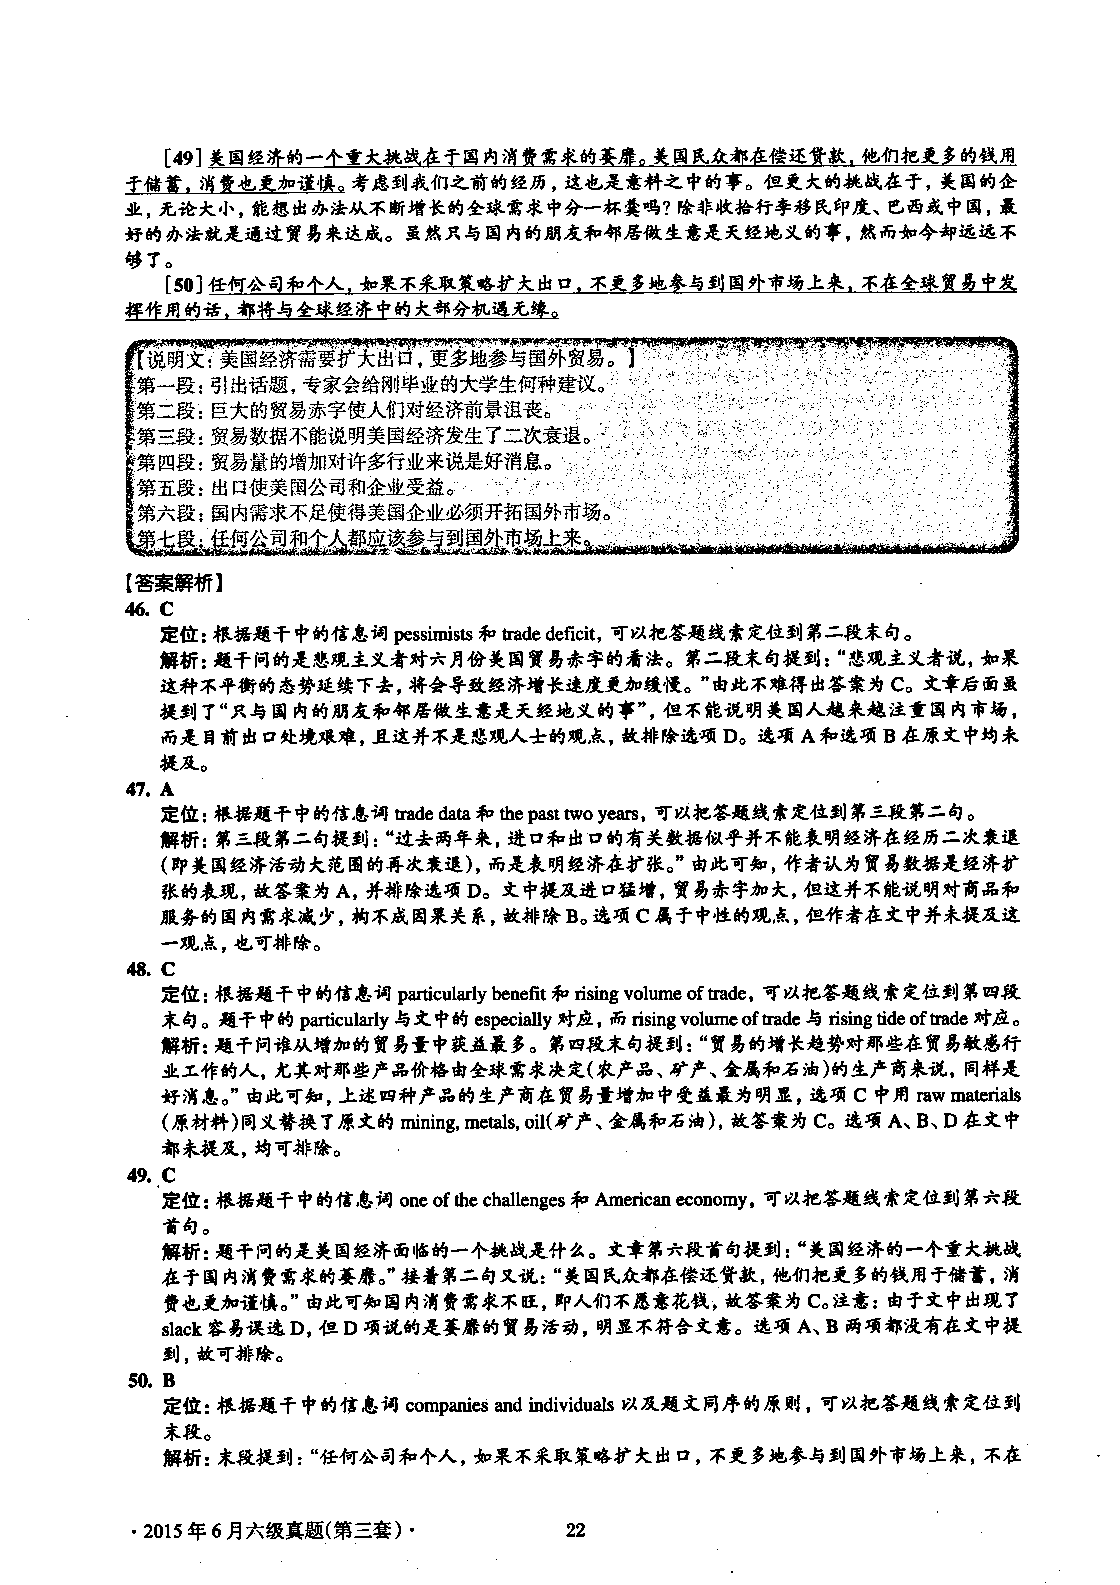 [49]美国经济的一个重大挑战在于国内消费需求的萎靡。美国民众都在偿还贷款，他们把更多的钱用
于储蓄，消费也更加谨慎。考虑到我们之前的经历，这也是意料之中的事。但更大的挑战在于，美国的企
业，无论大小，能想出办法从不断增长的全球需求中分一杯羹吗？除非收拾行李移民印度、巴西或中国，最
好的办法就是通过贸易来达成。虽然只与国内的朋友和邻居做生意是天经地义的事，然而如今却远远不
够了。
[50]任何公司和个人，如果不采取策略扩大出口，不更多地参与到国外市场上来，不在全球贸易中发
挥作用的话，都将与全球经济中的大部分机遇无缘。
【说明文：美国经济需要扩大出口，更多地参与国外贸易。】
第一段：引出话题，专家会给刚毕业的大学生何种建议。
第二段：巨大的贸易赤字使人们对经济前景沮丧。
第三段：贸易数据不能说明美国经济发生了二次衰退。
第四段：贸易量的增加对许多行业来说是好消息。
第五段：出口使美国公司和企业受益。
第六段：国内需求不足使得美国企业必须开拓国外市场。
第七段：任何公司和个人都应该参与到国外市场上来。
【答案解析】
46. C
定位：根据题干中的信息词 pessimists 和 trade deficit，可以把答题线索定位到第二段末句。
解析：题干问的是悲观主义者对六月份美国贸易赤字的看法。第二段末句提到：“悲观主义者说，如果
这种不平衡的态势延续下去，将会导致经济增长速度更加缓慢。”由此不难得出答案为 C。文章后面虽
提到了“只与国内的朋友和邻居做生意是天经地义的事”，但不能说明美国人越来越注重国内市场，
而是目前出口处境艰难，且这并不是悲观人士的观点，故排除选项 D。选项 A 和选项 B 在原文中均未
提及。
47. A
定位：根据题干中的信息词 trade data 和 the past two years，可以把答题线索定位到第三段第二句。
解析：第三段第二句提到：“过去两年来，进口和出口的有关数据似乎并不能表明经济在经历二次衰退
(即美国经济活动大范围的再次衰退)，而是表明经济在扩张。”由此可知，作者认为贸易数据是经济扩
张的表现，故答案为 A，并排除选项 D。文中提及进口猛增，贸易赤字加大，但这并不能说明对商品和
服务的国内需求减少，构不成因果关系，故排除 B。选项 C 属于中性的观点，但作者在文中并未提及这
一观点，也可排除。
48. C
定位：根据题干中的信息词 particularly benefit 和 rising volume of trade，可以把答题线索定位到第四段
末句。题干中的 particularly 与文中的 especially 对应，而 rising volume of trade 与 rising tide of trade 对应。
解析：题干问谁从增加的贸易量中获益最多。第四段末句提到：“贸易的增长趋势对那些在贸易敏感行
业工作的人，尤其对那些产品价格由全球需求决定(农产品、矿产、金属和石油)的生产商来说，同样是
好消息。”由此可知，上述四种产品的生产商在贸易量增加中受益最为明显，选项 C 中用 raw materials
(原材料)同义替换了原文的 mining, metals, oil(矿产、金属和石油)，故答案为 C。选项 A、B、D 在文中
都未提及，均可排除。
49. C
定位：根据题干中的信息词 one of the challenges 和 American economy，可以把答题线索定位到第六段
首句。
解析：题干问的是美国经济面临的一个挑战是什么。文章第六段首句提到：“美国经济的一个重大挑战
在于国内消费需求的萎靡。”接着第二句又说：“美国民众都在偿还贷款，他们把更多的钱用于储蓄，消
费也更加谨慎。”由此可知国内消费需求不旺，即人们不愿意花钱，故答案为 C。注意：由于文中出现了
slack 容易误选 D，但 D 项说的是萎靡的贸易活动，明显不符合文意。选项 A、B 两项都没有在文中提
到，故可排除。
50. B
定位：根据题干中的信息词 companies and individuals 以及题文同序的原则，可以把答题线索定位到
末段。
解析：末段提到：“任何公司和个人，如果不采取策略扩大出口，不更多地参与到国外市场上来，不在
·2015 年 6 月六级真题(第三套)· 22